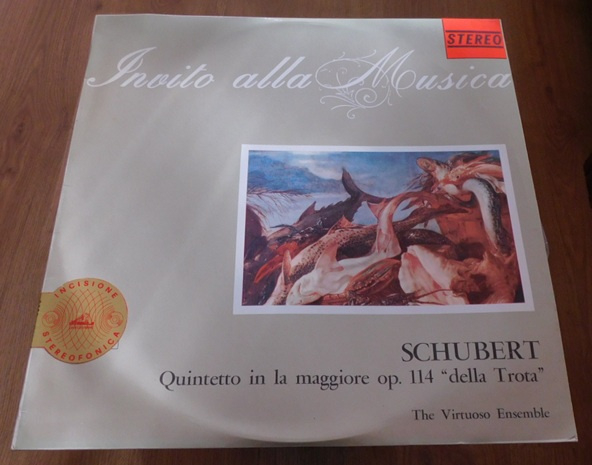 STEREO
Invito alla Musica
INCISIONE
STEREOFONICA
SCHUBERT
Quintetto in la maggiore op. 114 "della Trota"
The Virtuoso Ensemble